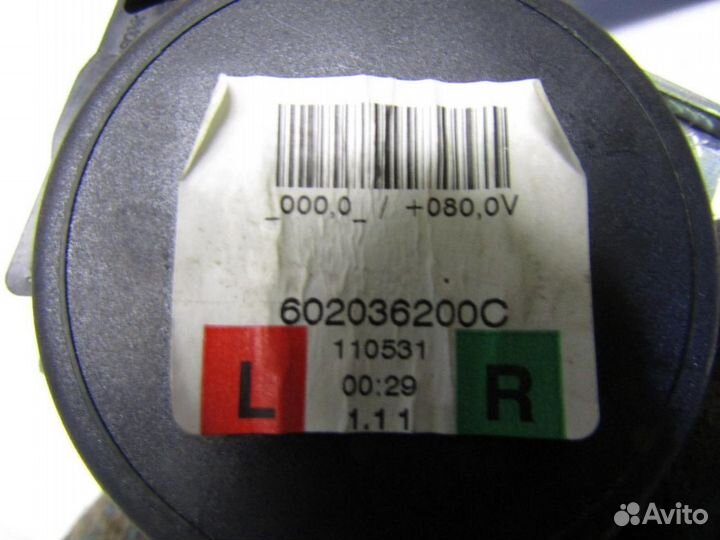 _000,0_ / +080,0V
602036200C
110531
L 00:29 R
1.11
Avito